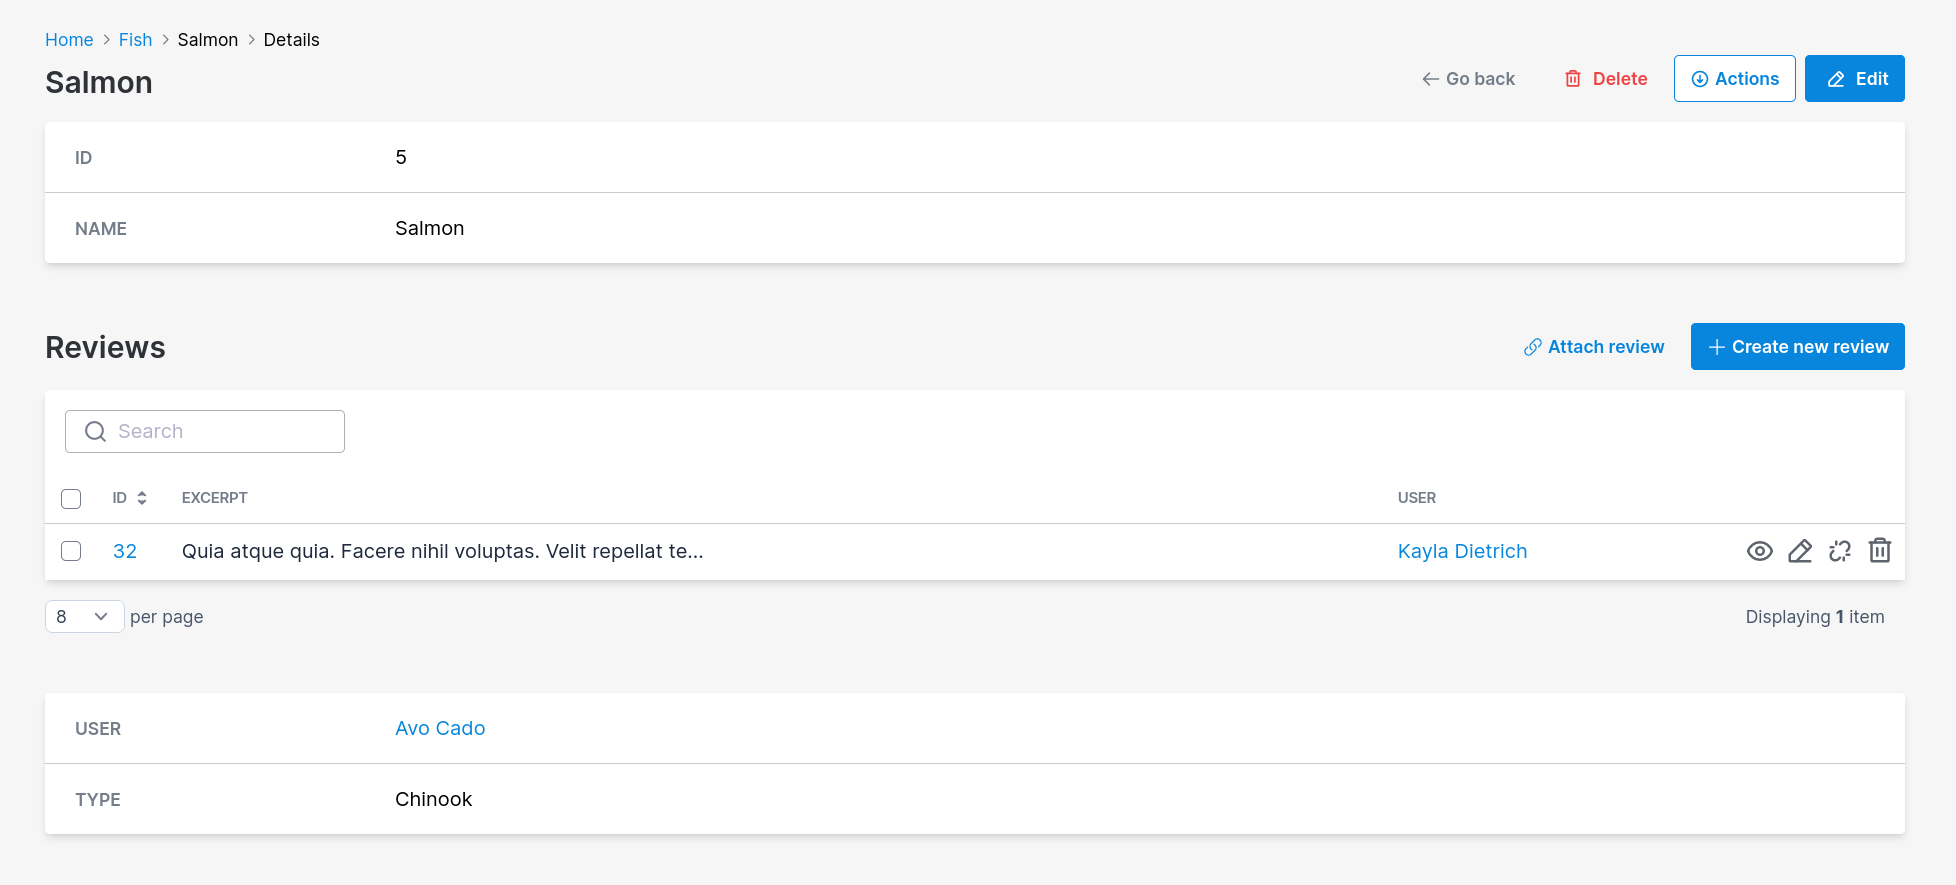 Home > Fish > Salmon > Details
Salmon
Go back Delete Actions Edit
ID 5
NAME Salmon
Reviews
Attach review Create new review
Search
ID EXCERPT USER
32 Quia atque quia. Facere nihil voluptas. Velit repellat te... Kayla Dietrich
8 per page Displaying 1 item
USER Avo Cado
TYPE Chinook